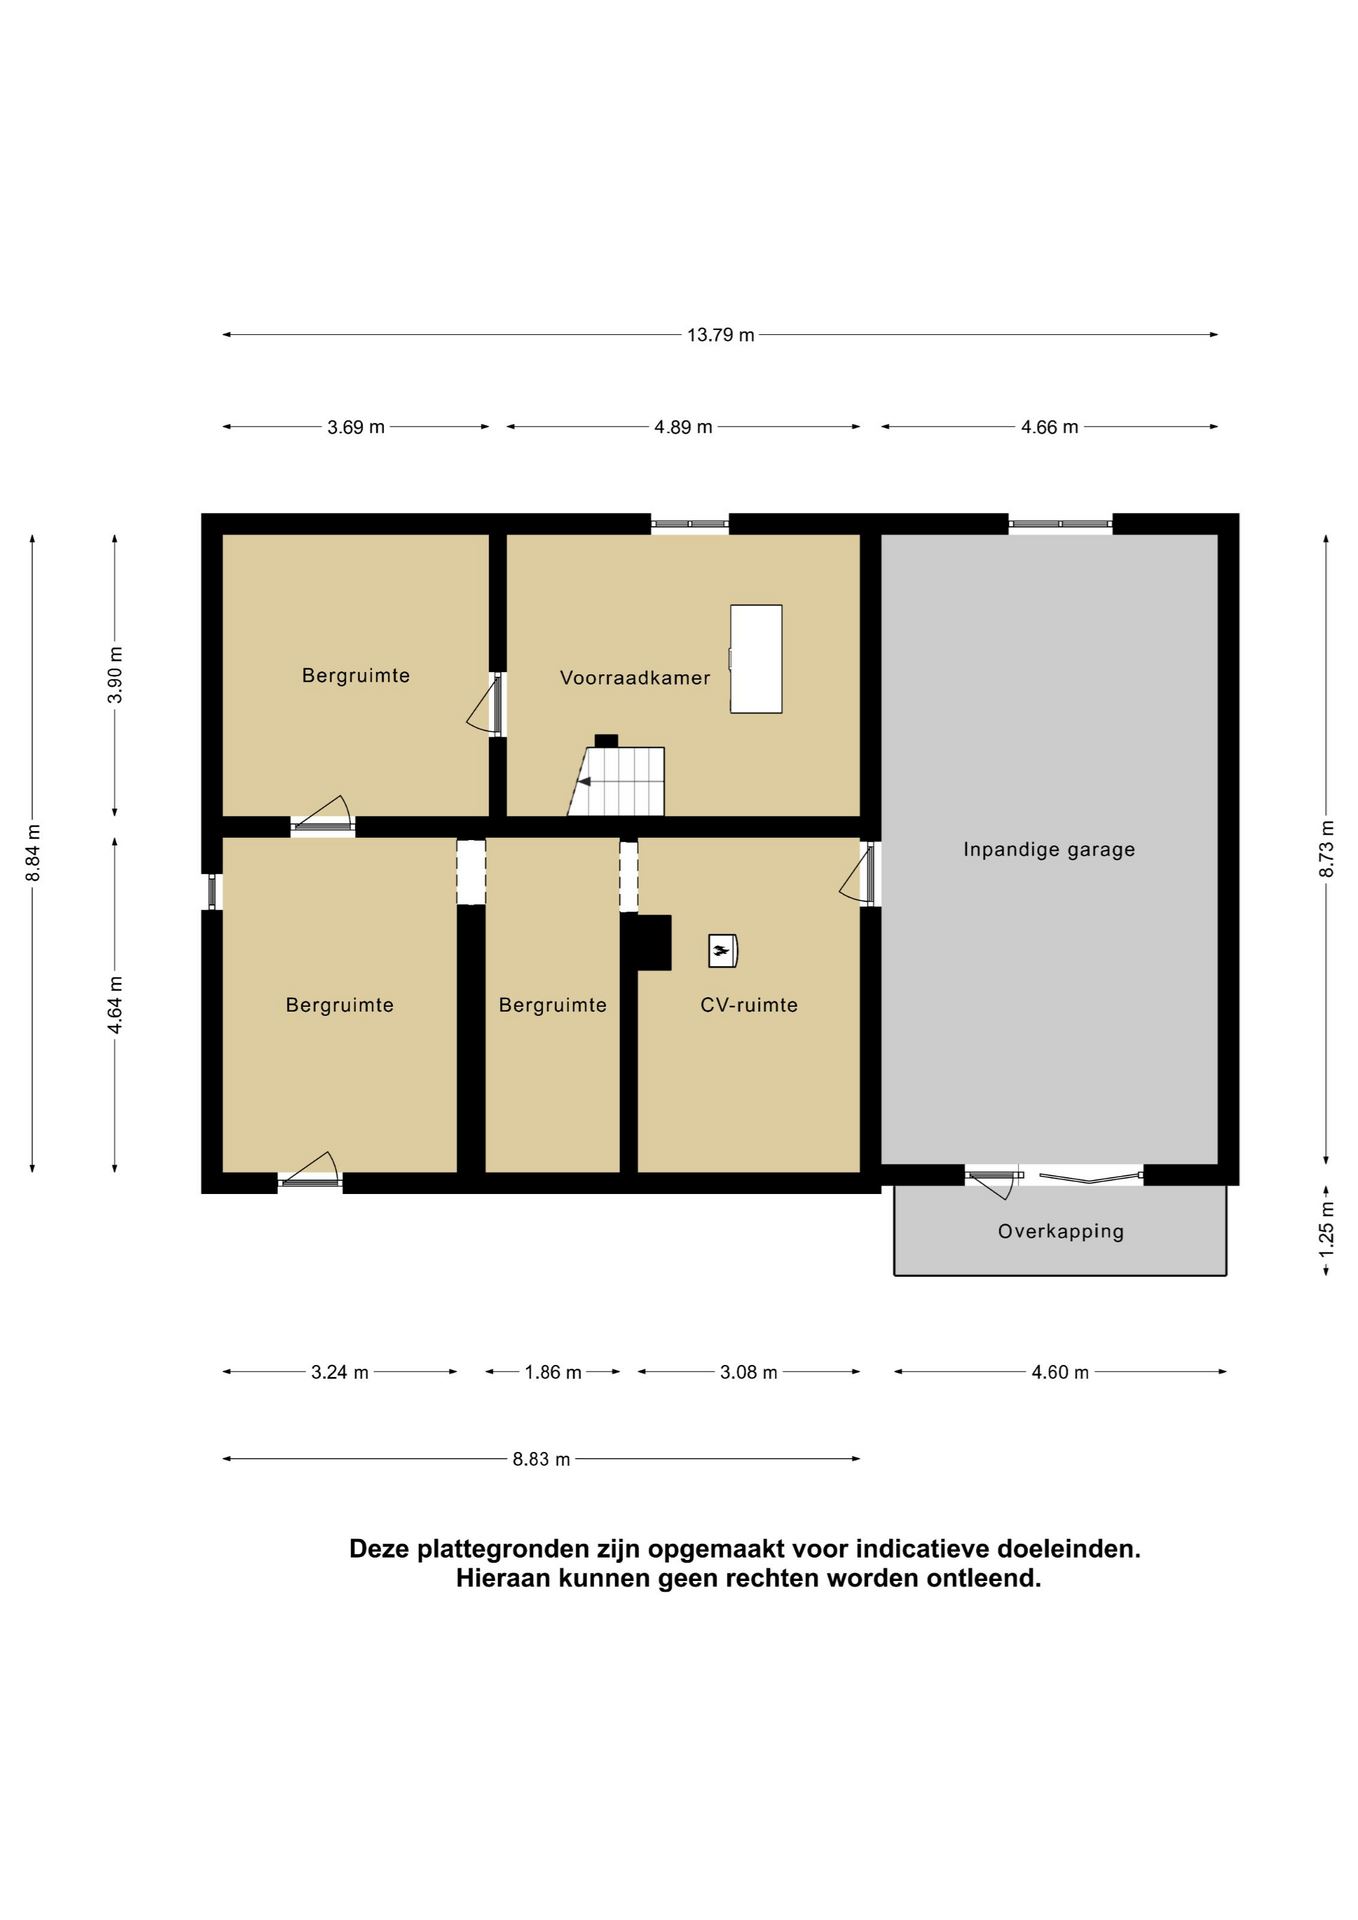 13.79 m
3.69 m 4.89 m 4.66 m
3.90 m
8.84 m
4.64 m
8.73 m
1.25 m
Bergruimte
Voorraadkamer
Inpandige garage
Bergruimte
Bergruimte
CV-ruimte
Overkapping
3.24 m 1.86 m 3.08 m 4.60 m
8.83 m
Deze plattegronden zijn opgemaakt voor indicatieve doeleinden.
Hieraan kunnen geen rechten worden ontleend.